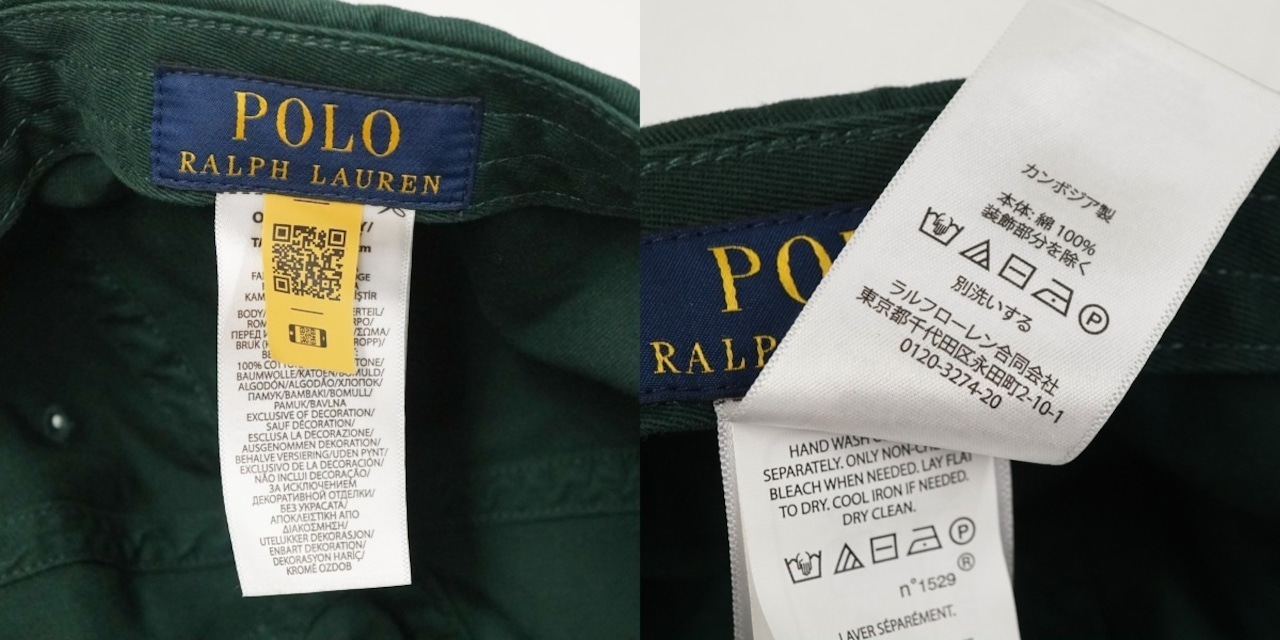 POLO
RALPH LAUREN
100% COTTON
BAUMWOLLE/KATOEN/BOMULD/
ALGODÓN/ALGODÃO/ХЛОПОК/
ПАМУК/ΒΑΜΒΑΚΙ/BOMULL/
PAMUK/BAVLNA
EXCLUSIVE OF DECORATION/
SAUF DÉCORATION/
ESCLUSA LA DECORAZIONE/
AUSGENOMMEN DEKORATION/
BEHALVE VERSIERING/UDEN PYNT/
EXCLUSIVO DE LA DECORACIÓN/
NÃO INCLUI DECORAÇÃO/
ЗА ИСКЛЮЧЕНИЕМ
ДЕКОРАТИВНОЙ ОТДЕЛКИ/
БЕЗ УКРАСАТА/
ΑΠΟΚΛΕΙΣΤΙΚΗ ΑΠΟ
ΔΙΑΚΟΣΜΗΣΗ/
UTELUKKER DEKORASJON/
ENBART DEKORATION/
DEKORASYON HARİÇ/
KROMĚ OZDOB
PO
RALP
カンボジア製
本体: 綿 100%
装飾部分を除く
P
別洗いする
ラルフローレン合同会社
東京都千代田区永田町2-10-1
0120-3274-20
HAND WASH
SEPARATELY. ONLY
BLEACH WHEN NEEDED. LAY FLAT
TO DRY. COOL IRON IF NEEDED.
DRY CLEAN.
P
n°1529 ®
LAVER SÉPARÉMENT.